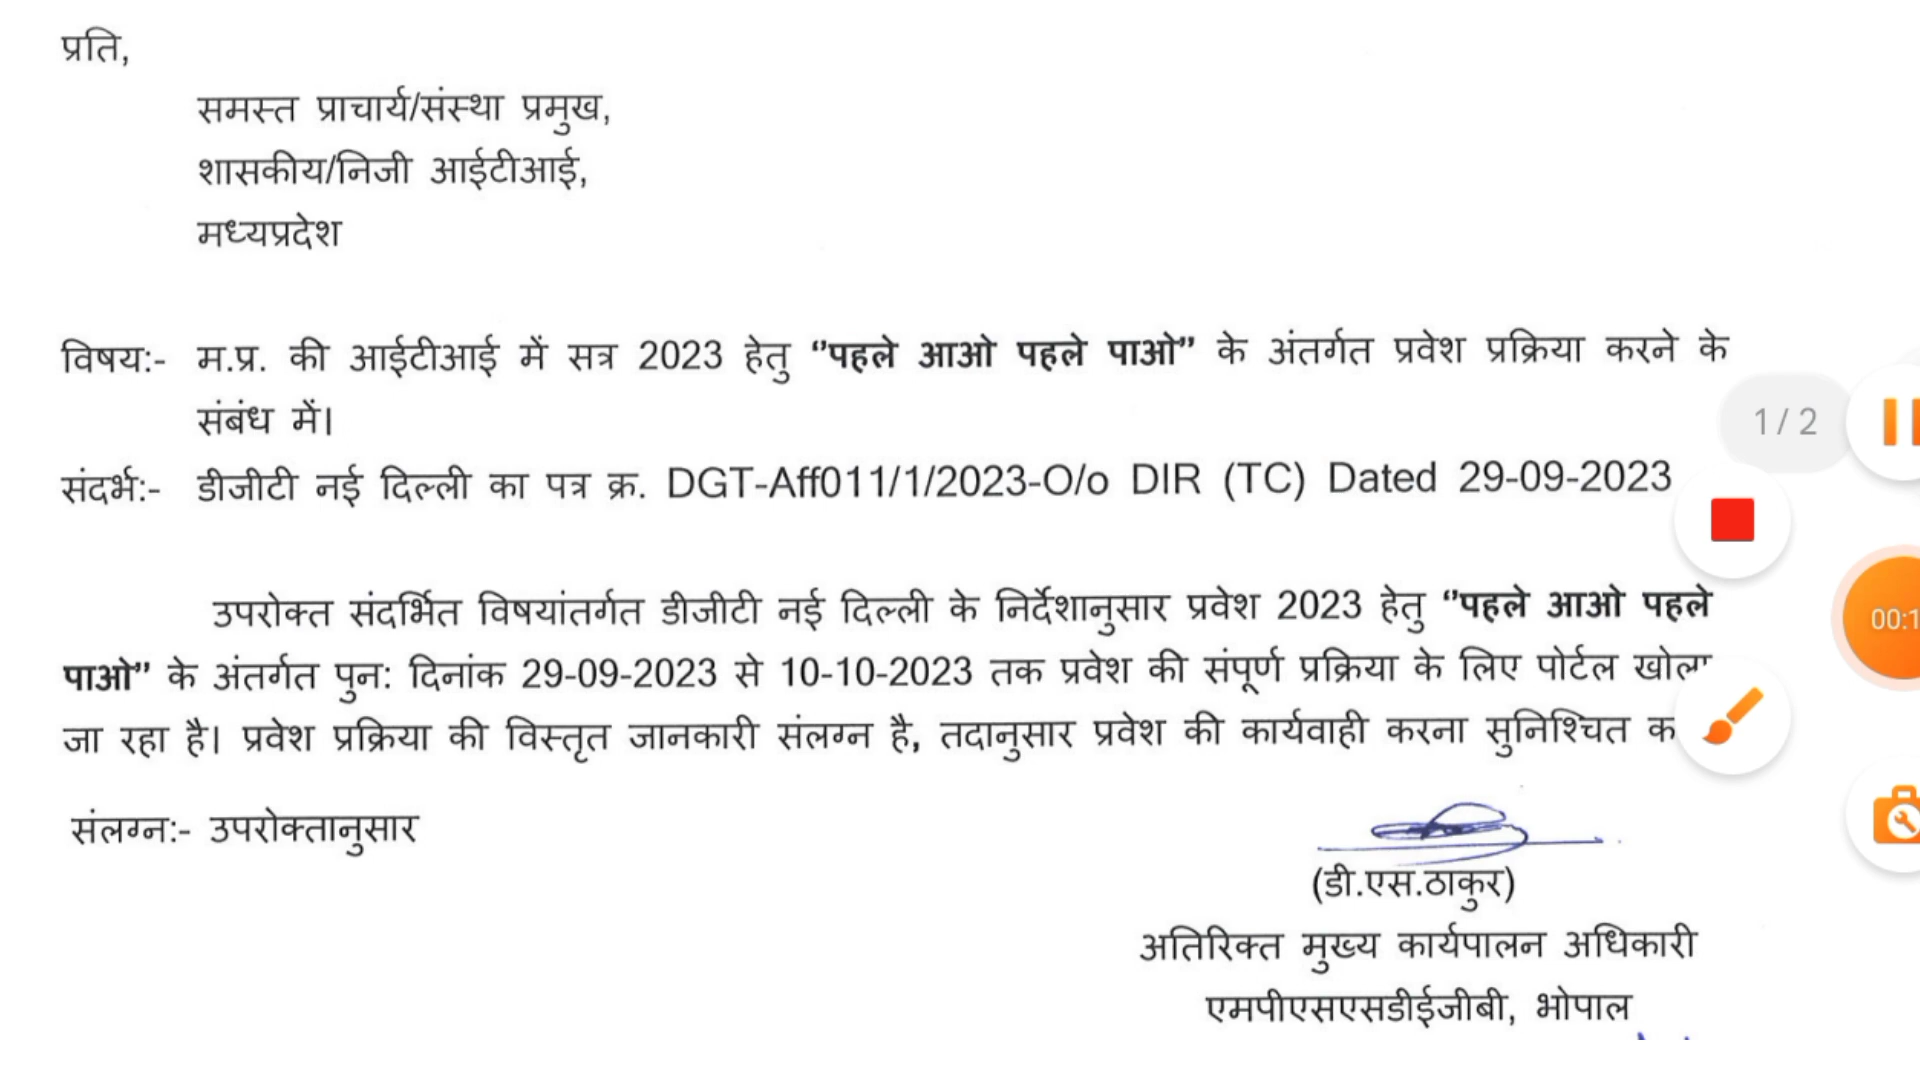 प्रति,
समस्त प्राचार्य/संस्था प्रमुख,
शासकीय/निजी आईटीआई,
मध्यप्रदेश
विषय:- म.प्र. की आईटीआई में सत्र 2023 हेतु "पहले आओ पहले पाओ" के अंतर्गत प्रवेश प्रक्रिया करने के
संबंध में।
1 / 2
संदर्भ:- डीजीटी नई दिल्ली का पत्र क्र. DGT-Aff011/1/2023-O/o DIR (TC) Dated 29-09-2023
उपरोक्त संदर्भित विषयांतर्गत डीजीटी नई दिल्ली के निर्देशानुसार प्रवेश 2023 हेतु "पहले आओ पहले
पाओ" के अंतर्गत पुन: दिनांक 29-09-2023 से 10-10-2023 तक प्रवेश की संपूर्ण प्रक्रिया के लिए पोर्टल
जा रहा है। प्रवेश प्रक्रिया की विस्तृत जानकारी संलग्न है, तदानुसार प्रवेश की कार्यवाही करना सुनिश्चित
संलग्न:- उपरोक्तानुसार
(डी.एस.ठाकुर)
अतिरिक्त मुख्य कार्यपालन अधिकारी
एमपीएसएसडीईजीबी, भोपाल